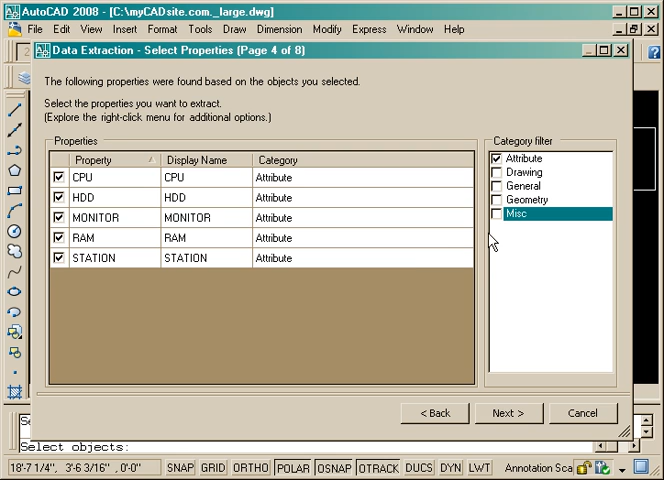 AutoCAD 2008 - [C:\myCADsite.com._large.dwg]
File Edit View Insert Format Tools Draw Dimension Modify Express Window Help
Data Extraction - Select Properties (Page 4 of 8)
The following properties were found based on the objects you selected.
Select the properties you want to extract.
(Explore the right-click menu for additional options.)
Properties
Property Display Name Category
CPU CPU Attribute
HDD HDD Attribute
MONITOR MONITOR Attribute
RAM RAM Attribute
STATION STATION Attribute
Category filter
Attribute
Drawing
General
Geometry
Misc
< Back Next > Cancel
Se
Select objects:
18'-7 1/4", 3'-6 3/16" , 0'-0" SNAP GRID ORTHO POLAR OSNAP OTRACK DUCS DYN LWT Annotation Sca